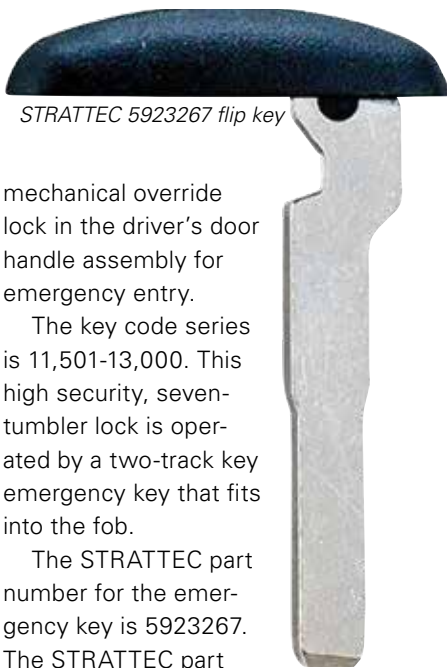 STRATTEC 5923267 flip key
mechanical override
lock in the driver's door
handle assembly for
emergency entry.
The key code series
is 11,501-13,000. This
high security, seven-
tumbler lock is oper-
ated by a two-track key
emergency key that fits
into the fob.
The STRATTEC part
number for the emer-
gency key is 5923267.
The STRATTEC part